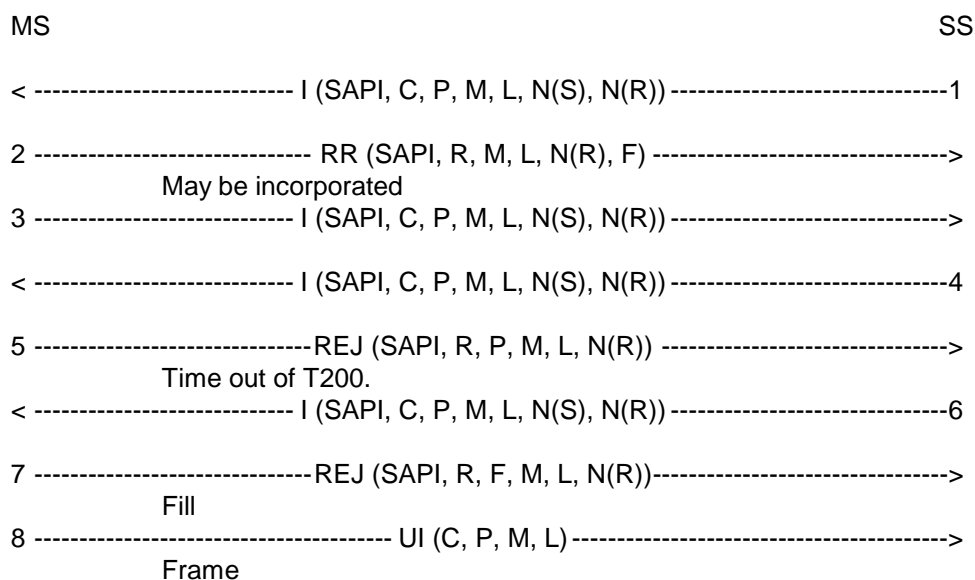 MS SS
< ----------------------------- I (SAPI, C, P, M, L, N(S), N(R)) -------------------------------1
2 ------------------------------- RR (SAPI, R, M, L, N(R), F) --------------------------------->
May be incorporated
3 ----------------------------- I (SAPI, C, P, M, L, N(S), N(R)) ------------------------------->
< ----------------------------- I (SAPI, C, P, M, L, N(S), N(R)) -------------------------------4
5 -------------------------------REJ (SAPI, R, P, M, L, N(R)) -------------------------------->
Time out of T200.
< ----------------------------- I (SAPI, C, P, M, L, N(S), N(R)) -------------------------------6
7 -------------------------------REJ (SAPI, R, F, M, L, N(R))--------------------------------->
Fill
8 ---------------------------------------- UI (C, P, M, L) ------------------------------------------>
Frame